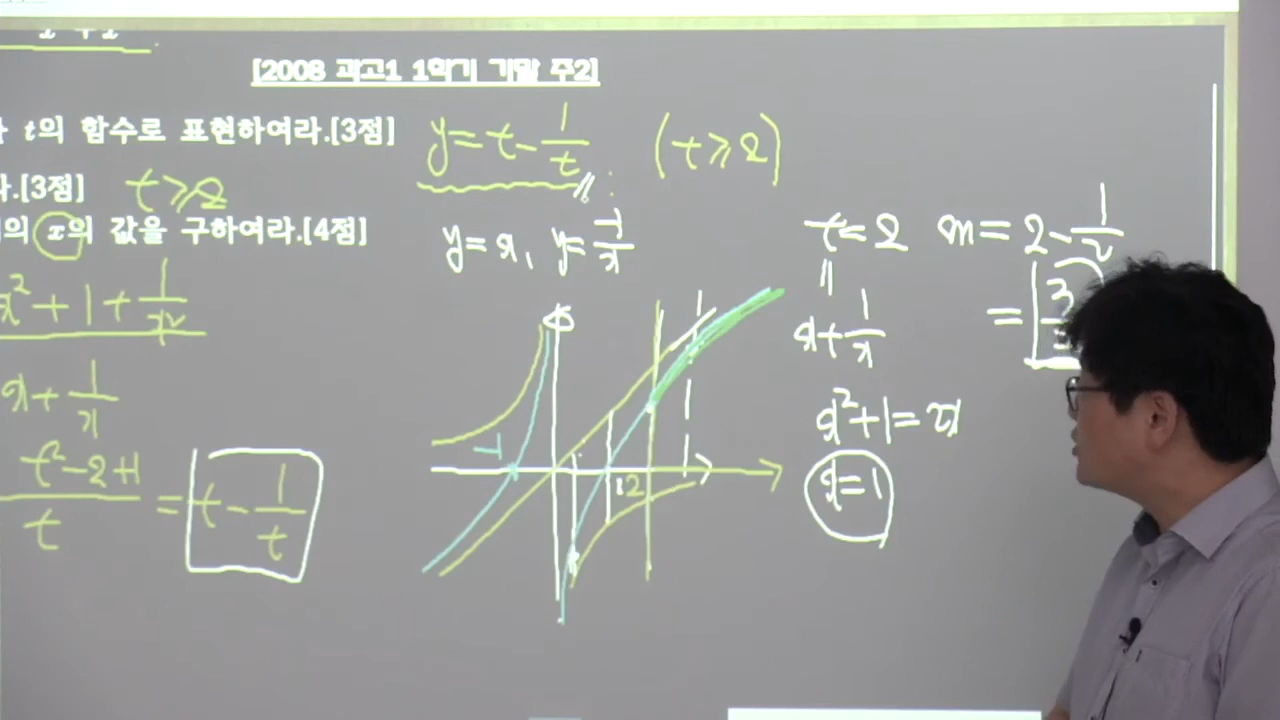 [2008 과고1 1학기 기말 주2]
t의 함수로 표현하여라.[3점]
y = t - 1/t (t ≥ 2)
.[3점] t ≥ 2
의 x의 값을 구하여라.[4점]
y = x, y = -1/x
t = 2 m = 2 - 1/2
= 3
x² + 1 + 1/x²
x + 1/x
x + 1/x
x² + 1 = 2x
t² - 2 + 1
t
= t - 1/t
-1
1 2
x = 1